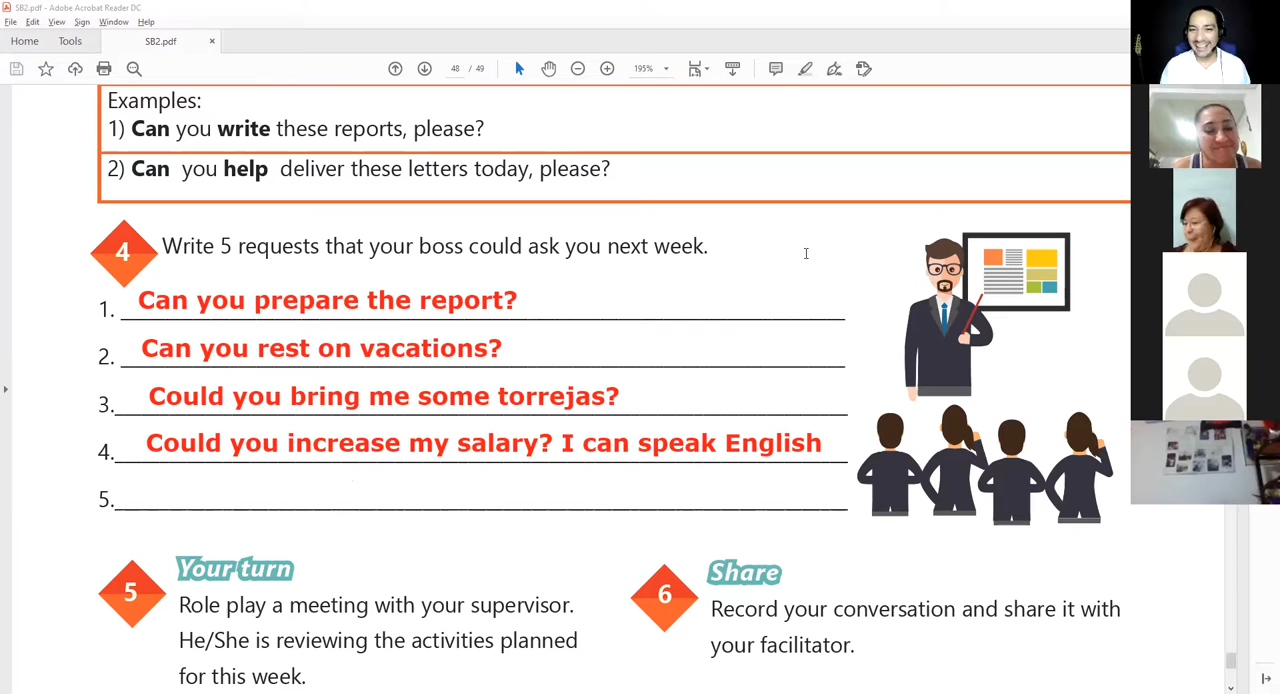 SB2.pdf - Adobe Acrobat Reader DC
File Edit View Sign Window Help
Home Tools SB2.pdf ×
48 / 49 195%
Examples:
1) Can you write these reports, please?
2) Can you help deliver these letters today, please?
4 Write 5 requests that your boss could ask you next week.
1. Can you prepare the report?
2. Can you rest on vacations?
3. Could you bring me some torrejas?
4. Could you increase my salary? I can speak English
5.
5 Your turn
Role play a meeting with your supervisor.
He/She is reviewing the activities planned
for this week.
6 Share
Record your conversation and share it with
your facilitator.